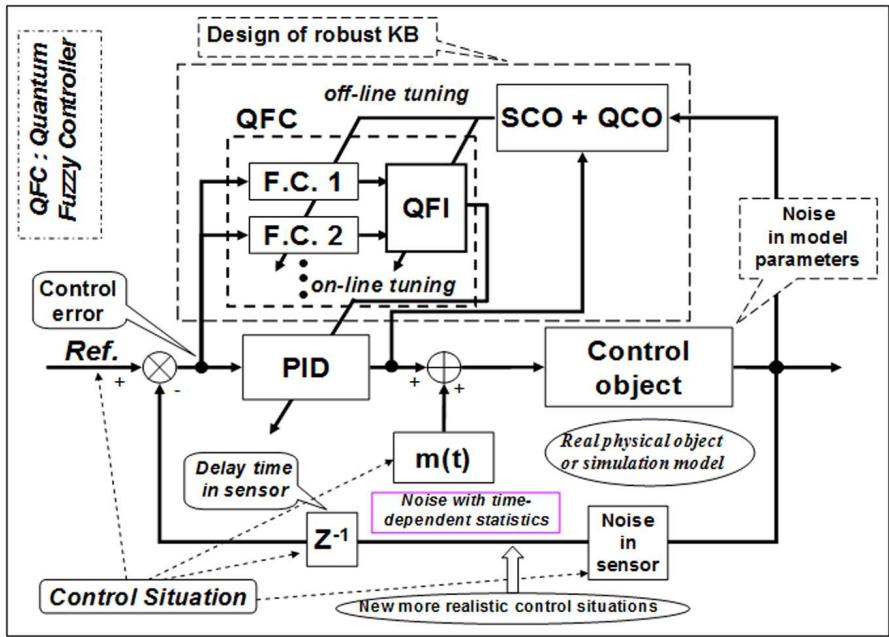 Design of robust KB
QFC : Quantum
Fuzzy Controller
off-line tuning
SCO + QCO
QFC
F.C. 1
QFI
F.C. 2
on-line tuning
Noise
in model
parameters
Control
error
Ref.
+
-
PID
+
+
Control
object
m(t)
Real physical object
or simulation model
Delay time
in sensor
Noise with time-
dependent statistics
Z-1
Noise
in
sensor
Control Situation
New more realistic control situations